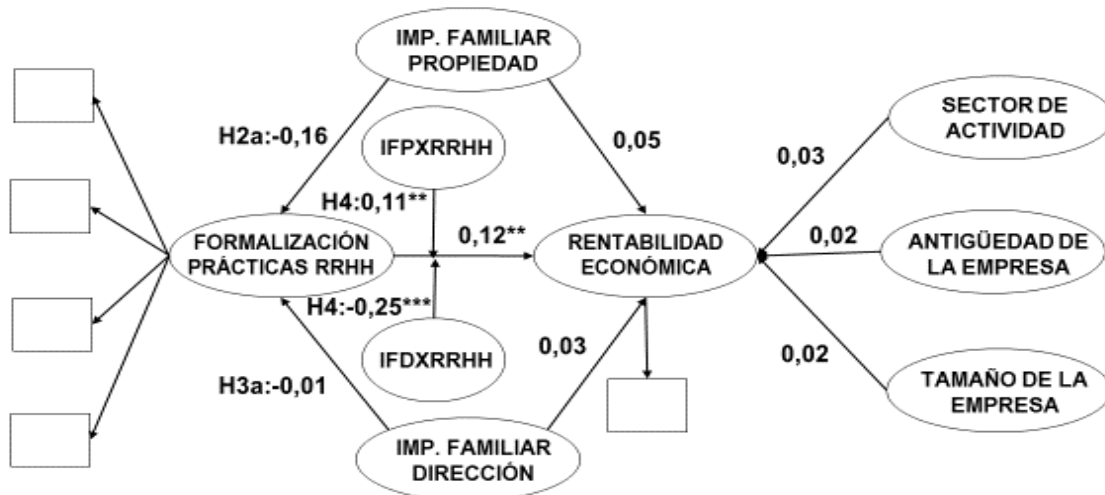 IMP. FAMILIAR
PROPIEDAD
SECTOR DE
ACTIVIDAD
H2a:-0,16
IFPXRRHH
0,05
0,03
H4:0,11**
FORMALIZACIÓN
PRÁCTICAS RRHH
0,12**
RENTABILIDAD
ECONÓMICA
0,02
ANTIGÜEDAD DE
LA EMPRESA
H4:-0,25***
IFDXRRHH
0,03
0,02
H3a:-0,01
TAMAÑO DE LA
EMPRESA
IMP. FAMILIAR
DIRECCIÓN